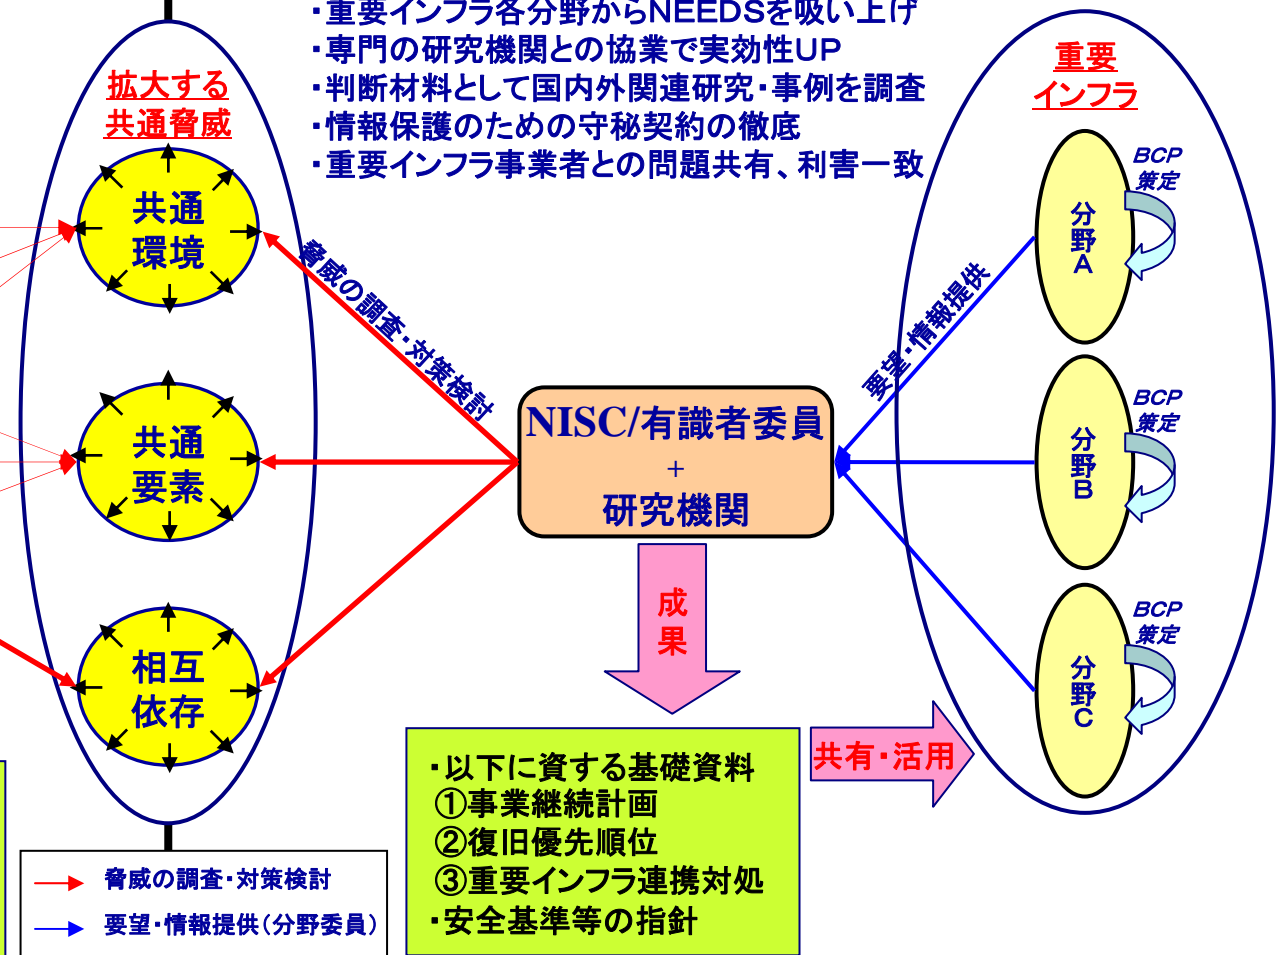 ・重要インフラ各分野からNEEDSを吸い上げ
・専門の研究機関との協業で実効性UP
・判断材料として国内外関連研究・事例を調査
・情報保護のための守秘契約の徹底
・重要インフラ事業者との問題共有、利害一致
拡大する
共通脅威
共通
環境
共通
要素
相互
依存
脅威の調査・対策検討
NISC/有識者委員
+
研究機関
要望・情報提供
重要
インフラ
分野A
BCP
策定
分野B
BCP
策定
分野C
BCP
策定
成
果
・以下に資する基礎資料
①事業継続計画
②復旧優先順位
③重要インフラ連携対処
・安全基準等の指針
共有・活用
脅威の調査・対策検討
要望・情報提供(分野委員)